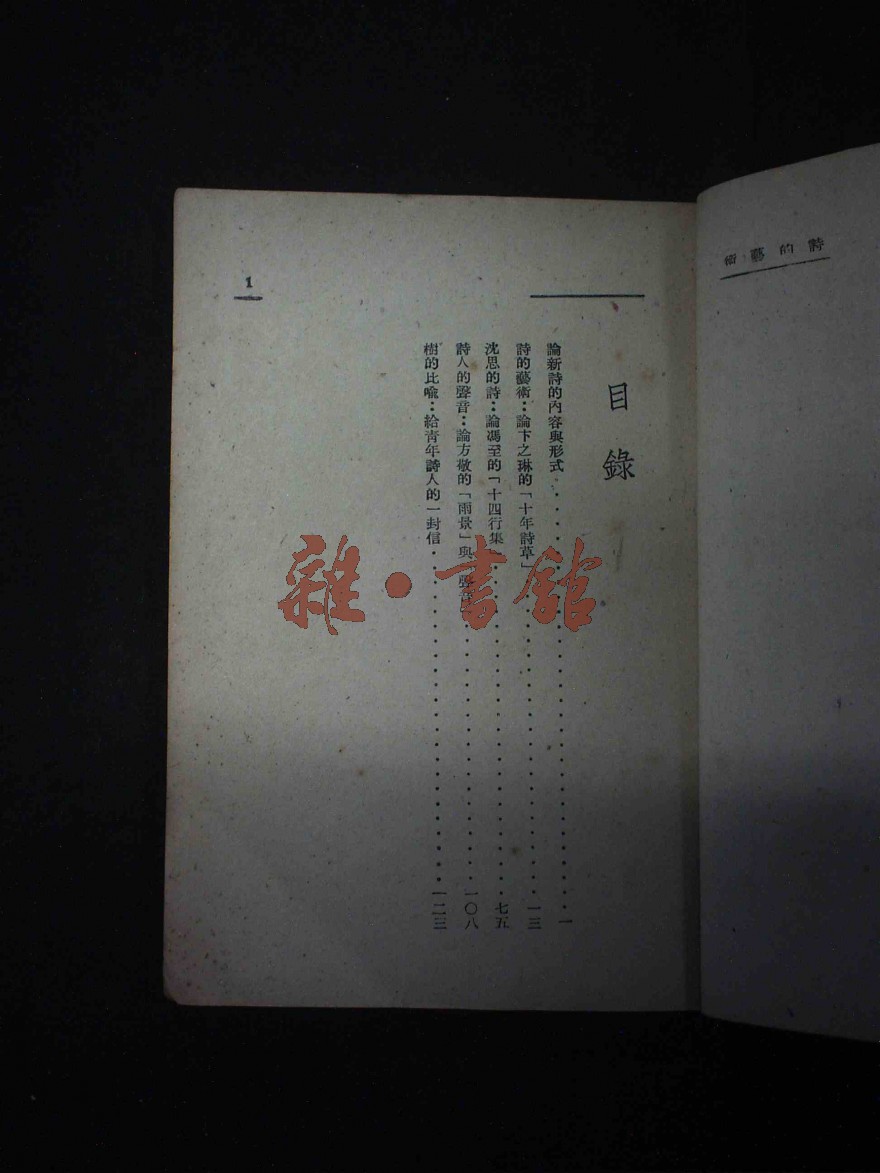 詩的藝術
1
目錄
論新詩的內容與形式・・・・・・・・・・・・・・・・・・・・・・・・一
詩的藝術：論卞之琳的「十年詩草」・・・・・・・・・・・・・・・・・・・・一三
沈思的詩：論馮至的「十四行集」・・・・・・・・・・・・・・・・・・・・七五
詩人的聲音：論方敬的「雨景」與「聲音」・・・・・・・・・・・・・・・・一〇八
樹的比喩：給青年詩人的一封信・・・・・・・・・・・・・・・・・・・・一二三
雜・書館